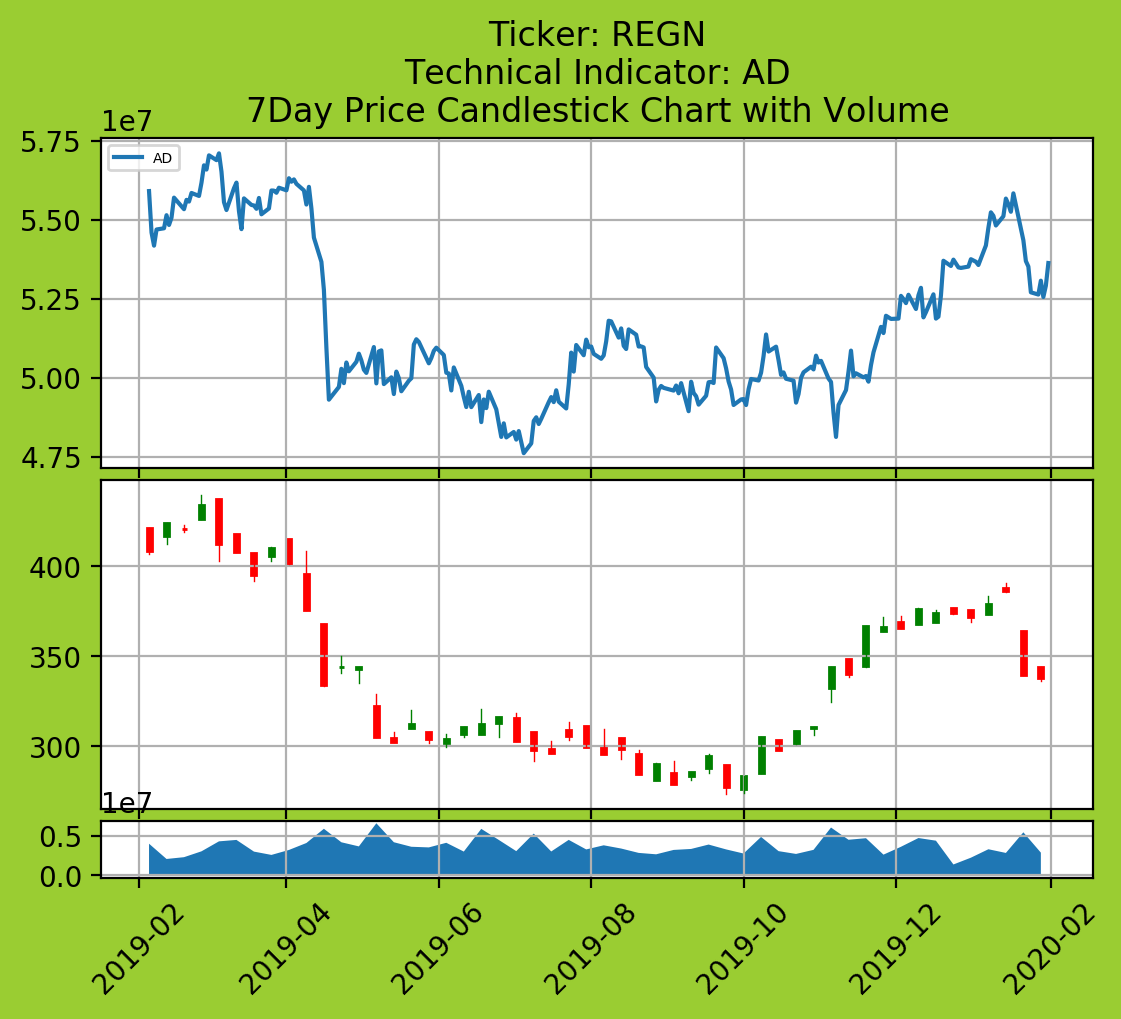 Ticker: REGN
Technical Indicator: AD
7Day Price Candlestick Chart with Volume
1e7
5.75
5.50
5.25
5.00
4.75
AD
400
350
300
1e7
0.5
0.0
2019-02
2019-04
2019-06
2019-08
2019-10
2019-12
2020-02